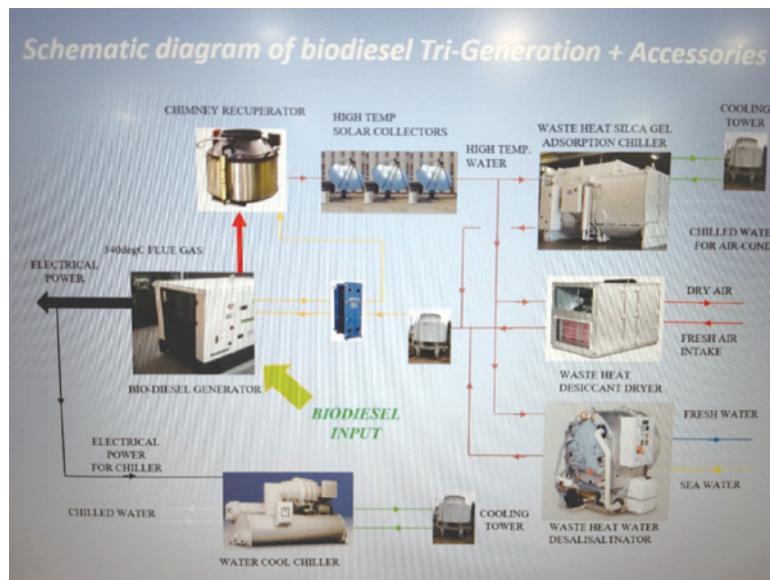 Schematic diagram of biodesel Tri-Generation + Accessories
CHIMNEY RECUPERATOR
HIGH TEMP
SOLAR COLLECTORS
HIGH TEMP.
WATER
WASTE HEAT SILCA GEL
ADSORPTION CHILLER
COOLING
TOWER
340degC FLUE GAS
CHILLED WATE
FOR AIR-CONI
ELECTRICAL
POWER
DRY AIR
FRESH AIR
INTAKE
BIO-DIESEL GENERATOR
WASTE HEAT
DESICCANT DRYER
BIODIESEL
INPUT
FRESH WATER
ELECTRICAL
POWER
FOR CHILLER
SEA WATER
CHILLED WATER
COOLING
TOWER
WATER COOL CHILLER
WASTE HEAT WATER
DESALISALTNATOR